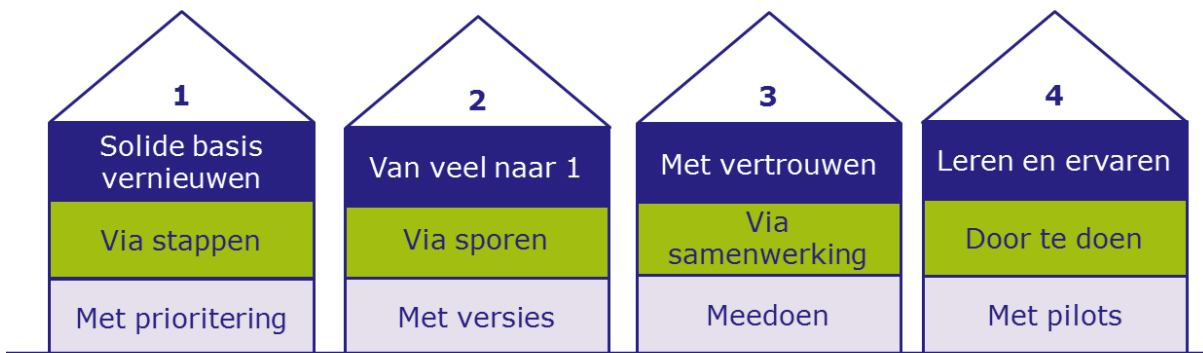 1
Solide basis
vernieuwen
Via stappen
Met prioritering
2
Van veel naar 1
Via sporen
Met versies
3
Met vertrouwen
Via
samenwerking
Meedoen
4
Leren en ervaren
Door te doen
Met pilots